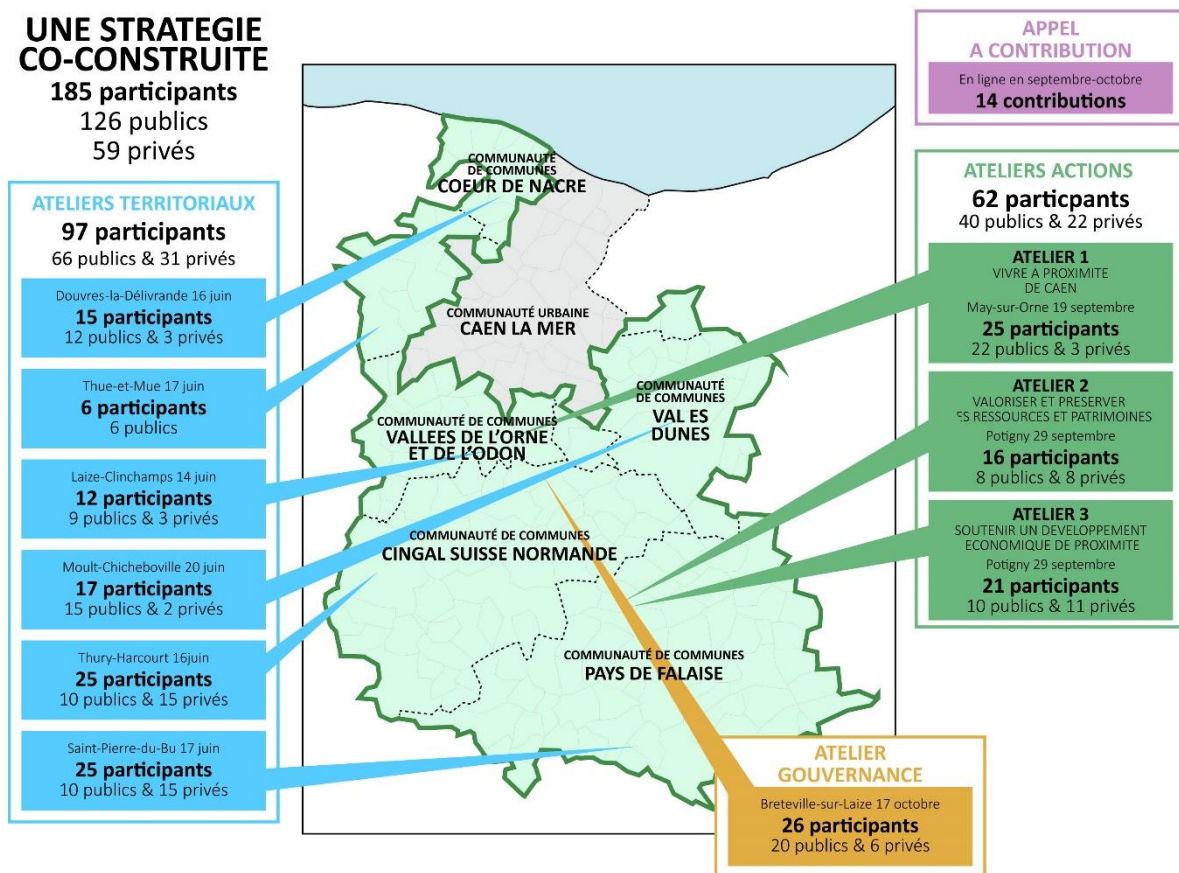 UNE STRATEGIE
CO-CONSTRUITE
185 participants
126 publics
59 privés
ATELIERS TERRITORIAUX
97 participants
66 publics & 31 privés
Douvres-la-Délivrande 16 juin
15 participants
12 publics & 3 privés
Thue-et-Mue 17 juin
6 participants
6 publics
Laize-Clinchamps 14 juin
12 participants
9 publics & 3 privés
Moult-Chicheboville 20 juin
17 participants
15 publics & 2 privés
Thury-Harcourt 16juin
25 participants
10 publics & 15 privés
Saint-Pierre-du-Bu 17 juin
25 participants
10 publics & 15 privés
COMMUNAUTÉ
DE COMMUNES
COEUR DE NACRE
COMMUNAUTÉ URBAINE
CAEN LA MER
COMMUNAUTÉ
DE COMMUNES
VAL ES
DUNES
COMMUNAUTÉ DE COMMUNES
VALLEES DE L'ORNE
ET DE L'ODON
COMMUNAUTÉ DE COMMUNES
CINGAL SUISSE NORMANDE
COMMUNAUTÉ DE COMMUNES
PAYS DE FALAISE
APPEL
A CONTRIBUTION
En ligne en septembre-octobre
14 contributions
ATELIERS ACTIONS
62 particpants
40 publics & 22 privés
ATELIER 1
VIVRE A PROXIMITE
DE CAEN
May-sur-Orne 19 septembre
25 participants
22 publics & 3 privés
ATELIER 2
VALORISER ET PRESERVER
ES RESSOURCES ET PATRIMOINES
Potigny 29 septembre
16 participants
8 publics & 8 privés
ATELIER 3
SOUTENIR UN DEVELOPPEMENT
ECONOMIQUE DE PROXIMITE
Potigny 29 septembre
21 participants
10 publics & 11 privés
ATELIER
GOUVERNANCE
Breteville-sur-Laize 17 octobre
26 participants
20 publics & 6 privés